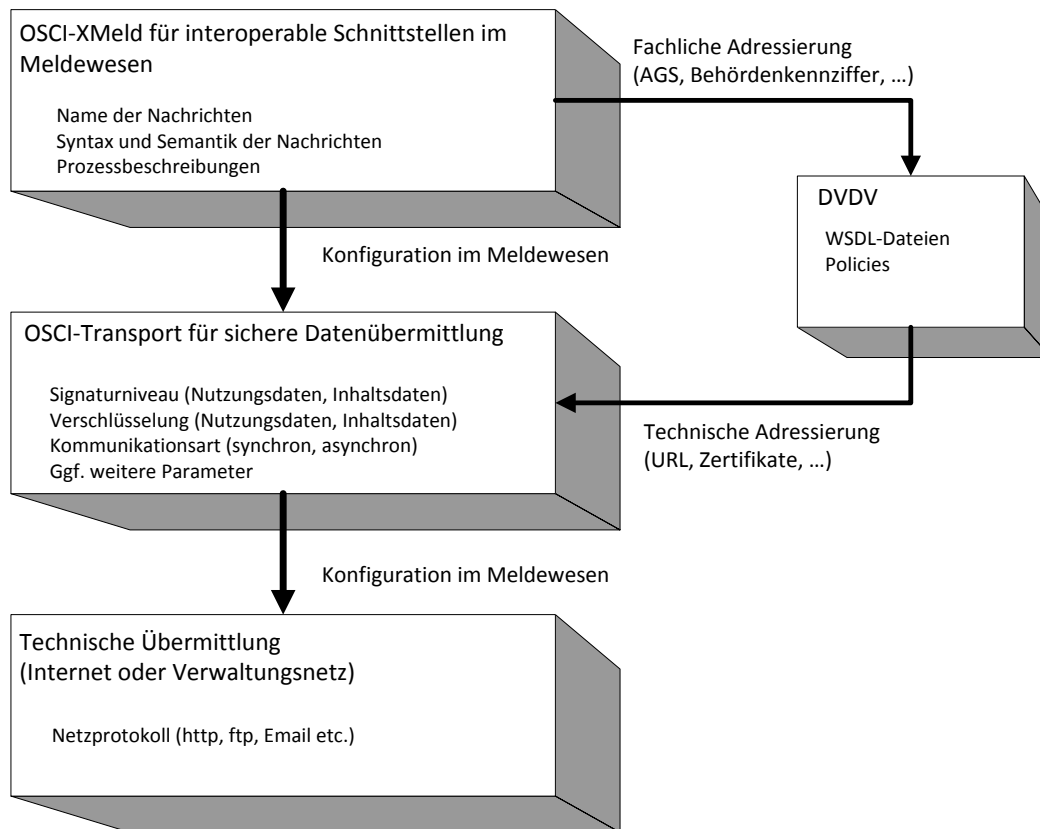 OSCI-XMeld für interoperable Schnittstellen im
Meldewesen
Name der Nachrichten
Syntax und Semantik der Nachrichten
Prozessbeschreibungen
Fachliche Adressierung
(AGS, Behördenkennziffer, ...)
DVDV
WSDL-Dateien
Policies
Konfiguration im Meldewesen
OSCI-Transport für sichere Datenübermittlung
Signaturniveau (Nutzungsdaten, Inhaltsdaten)
Verschlüsselung (Nutzungsdaten, Inhaltsdaten)
Kommunikationsart (synchron, asynchron)
Ggf. weitere Parameter
Technische Adressierung
(URL, Zertifikate, ...)
Konfiguration im Meldewesen
Technische Übermittlung
(Internet oder Verwaltungsnetz)
Netzprotokoll (http, ftp, Email etc.)